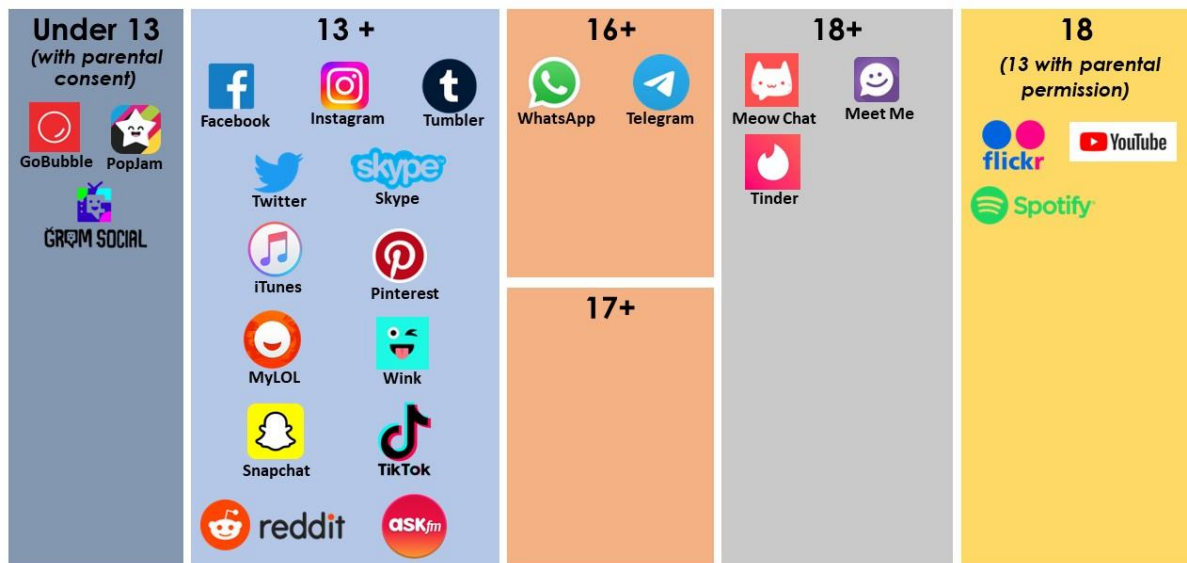 Under 13
(with parental
consent)
GoBubble PopJam
GROM SOCIAL
13 +
f t
Facebook Instagram Tumbler
skype
Twitter Skype
iTunes Pinterest
MyLOL Wink
Snapchat TikTok
reddit ASKfm
16+
WhatsApp Telegram
17+
18+
Meow Chat Meet Me
Tinder
18
(13 with parental
permission)
flickr YouTube
Spotify